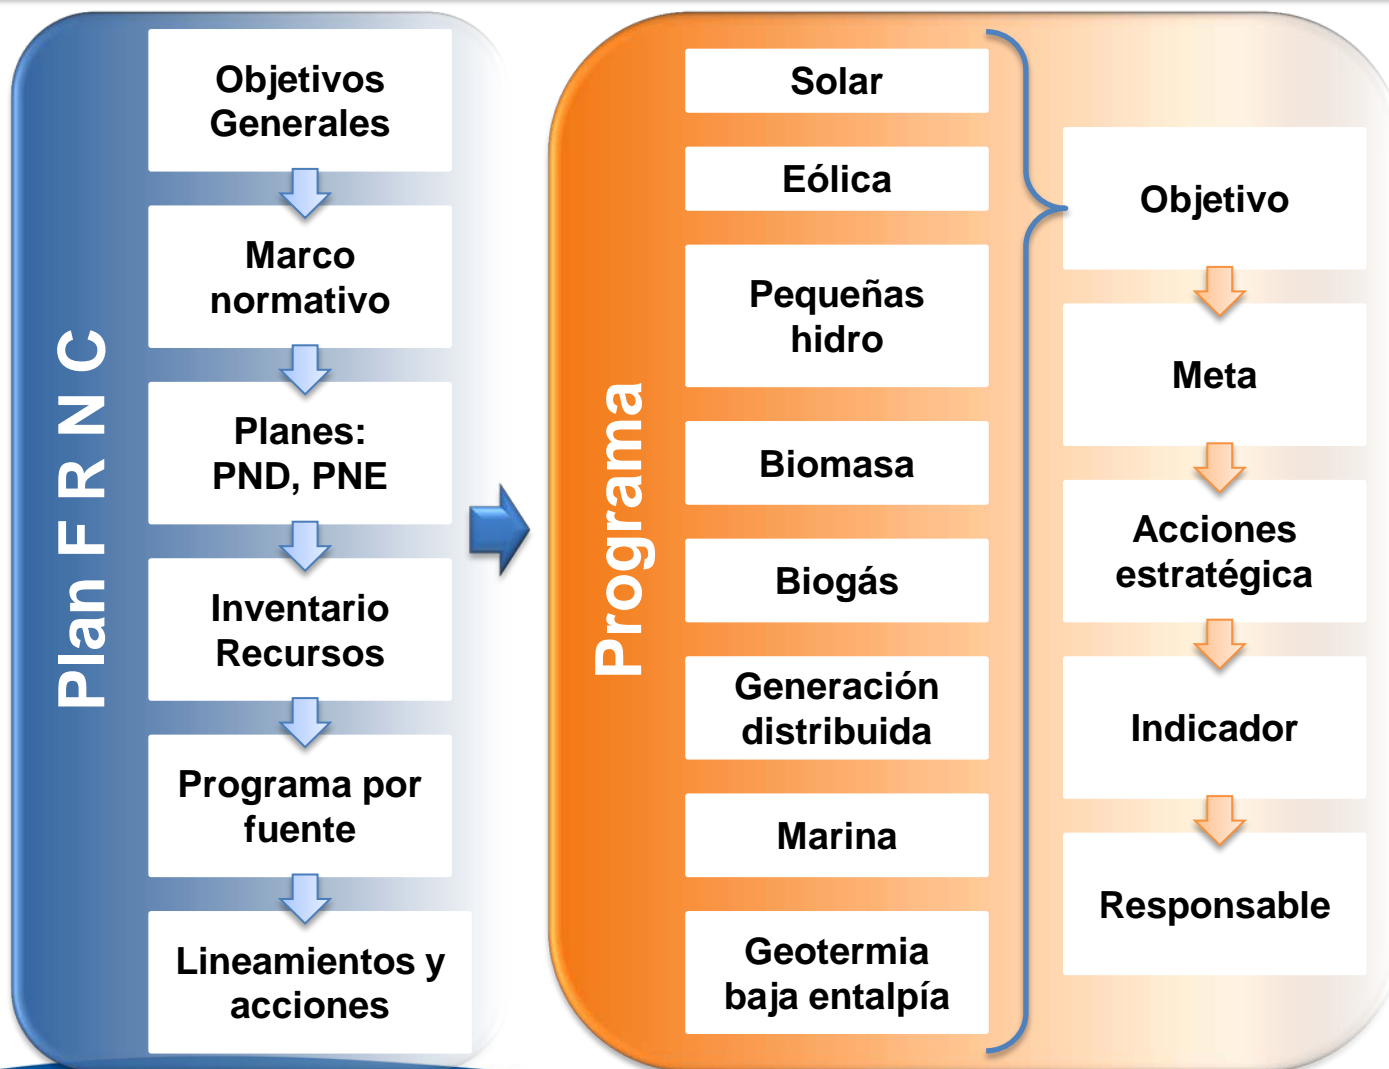 Plan F R N C
Objetivos
Generales
Marco
normativo
Planes:
PND, PNE
Inventario
Recursos
Programa por
fuente
Lineamientos y
acciones
Programa
Solar
Eólica
Pequeñas
hidro
Biomasa
Biogás
Generación
distribuida
Marina
Geotermia
baja entalpía
Objetivo
Meta
Acciones
estratégica
Indicador
Responsable